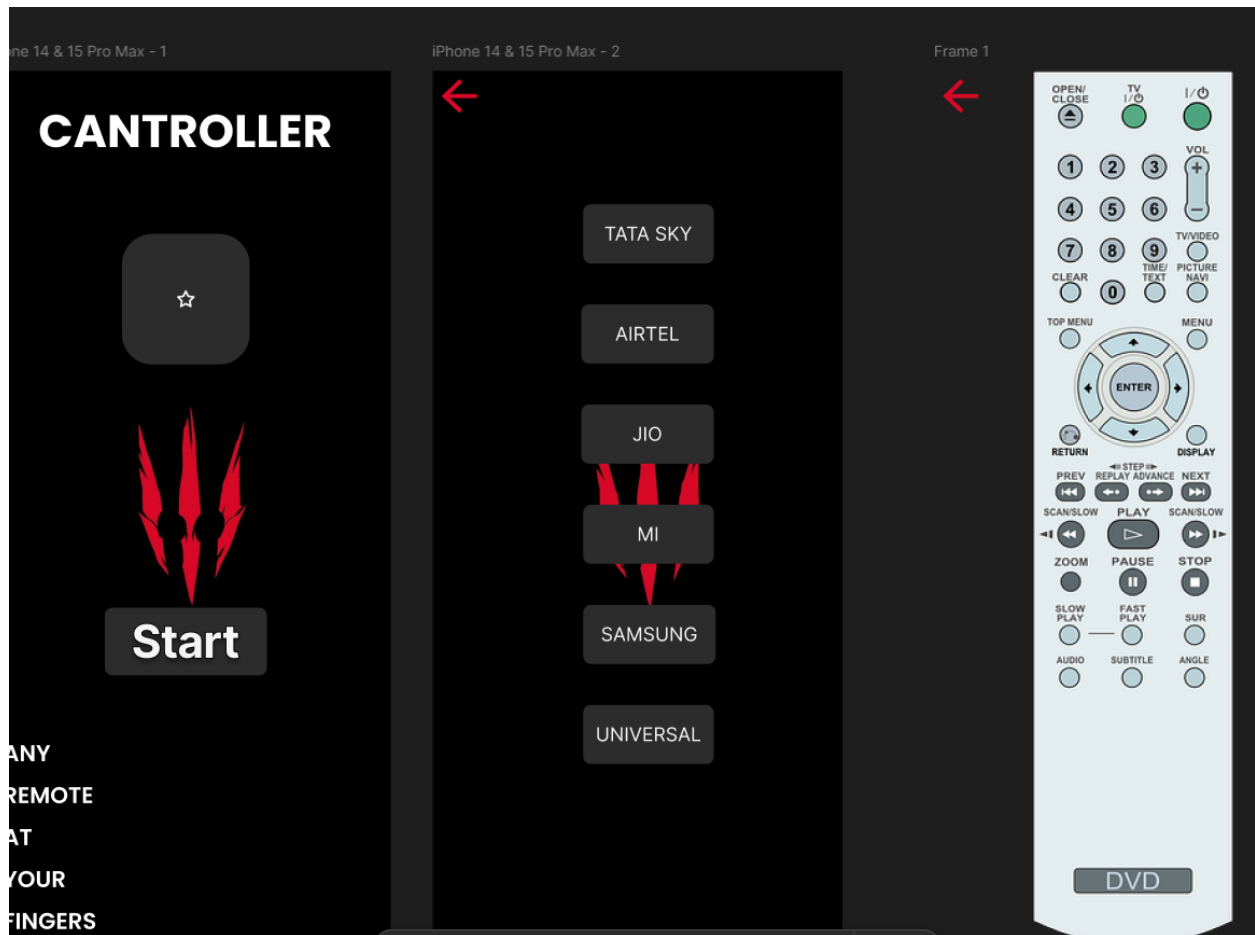 ne 14 & 15 Pro Max - 1
CANTROLLER
Start
ANY
REMOTE
AT
YOUR
FINGERS
iPhone 14 & 15 Pro Max - 2
TATA SKY
AIRTEL
JIO
MI
SAMSUNG
UNIVERSAL
Frame 1
OPEN/
CLOSE
TV
I/
I/
VOL
1 2 3 +
4 5 6 −
7 8 9 TV/VIDEO
CLEAR 0 TIME/
TEXT
PICTURE
NAVI
TOP MENU MENU
ENTER
RETURN DISPLAY
STEP
PREV REPLAY ADVANCE NEXT
SCAN/SLOW PLAY SCAN/SLOW
ZOOM PAUSE STOP
SLOW
PLAY
FAST
PLAY
SUR
AUDIO SUBTITLE ANGLE
DVD